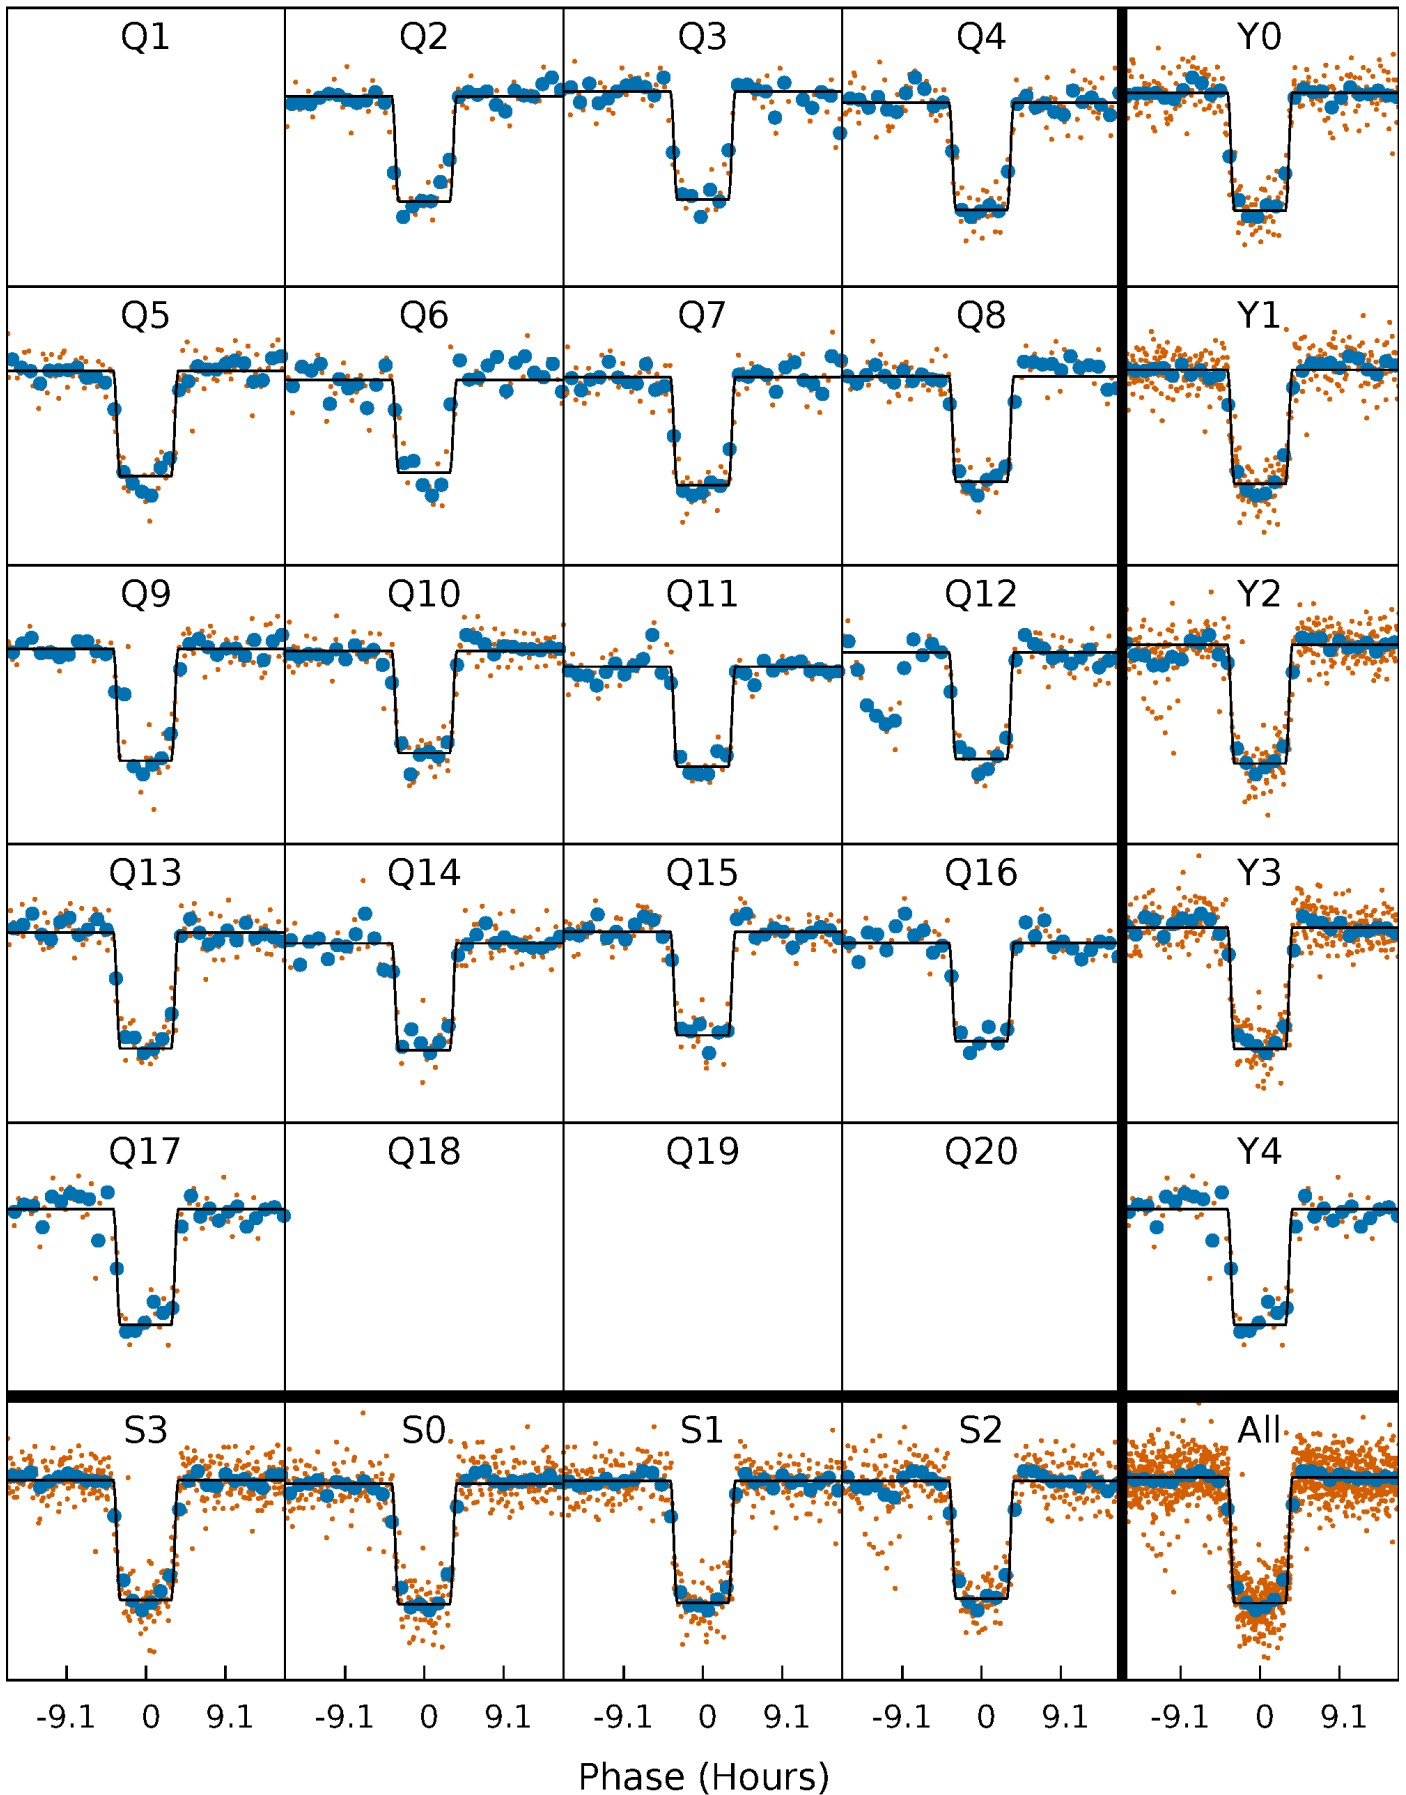 Q1 Q2 Q3 Q4 Y0
Q5 Q6 Q7 Q8 Y1
Q9 Q10 Q11 Q12 Y2
Q13 Q14 Q15 Q16 Y3
Q17 Q18 Q19 Q20 Y4
S3 S0 S1 S2 All
-9.1 0 9.1 -9.1 0 9.1 -9.1 0 9.1 -9.1 0 9.1 -9.1 0 9.1
Phase (Hours)